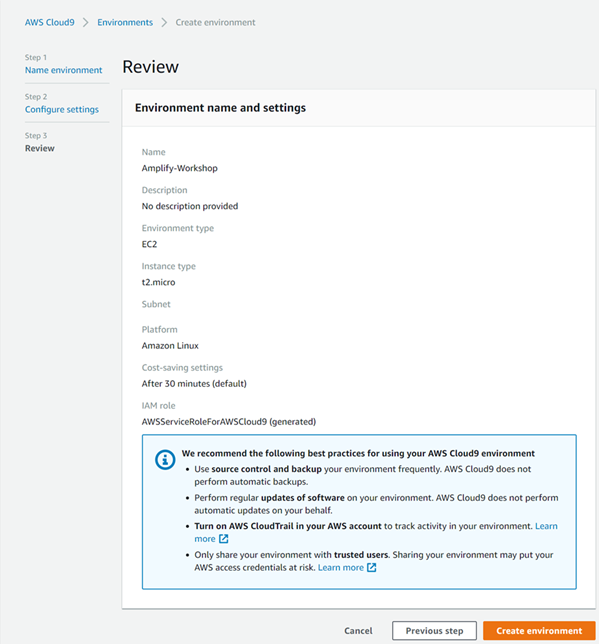 AWS Cloud9 > Environments > Create environment
Step 1
Name environment
Step 2
Configure settings
Step 3
Review
Review
Environment name and settings
Name
Amplify-Workshop
Description
No description provided
Environment type
EC2
Instance type
t2.micro
Subnet
Platform
Amazon Linux
Cost-saving settings
After 30 minutes (default)
IAM role
AWSServiceRoleForAWSCloud9 (generated)
We recommend the following best practices for using your AWS Cloud9 environment
• Use source control and backup your environment frequently. AWS Cloud9 does not
perform automatic backups.
• Perform regular updates of software on your environment. AWS Cloud9 does not perform
automatic updates on your behalf.
• Turn on AWS CloudTrail in your AWS account to track activity in your environment. Learn
more
• Only share your environment with trusted users. Sharing your environment may put your
AWS access credentials at risk. Learn more
Cancel
Previous step
Create environment